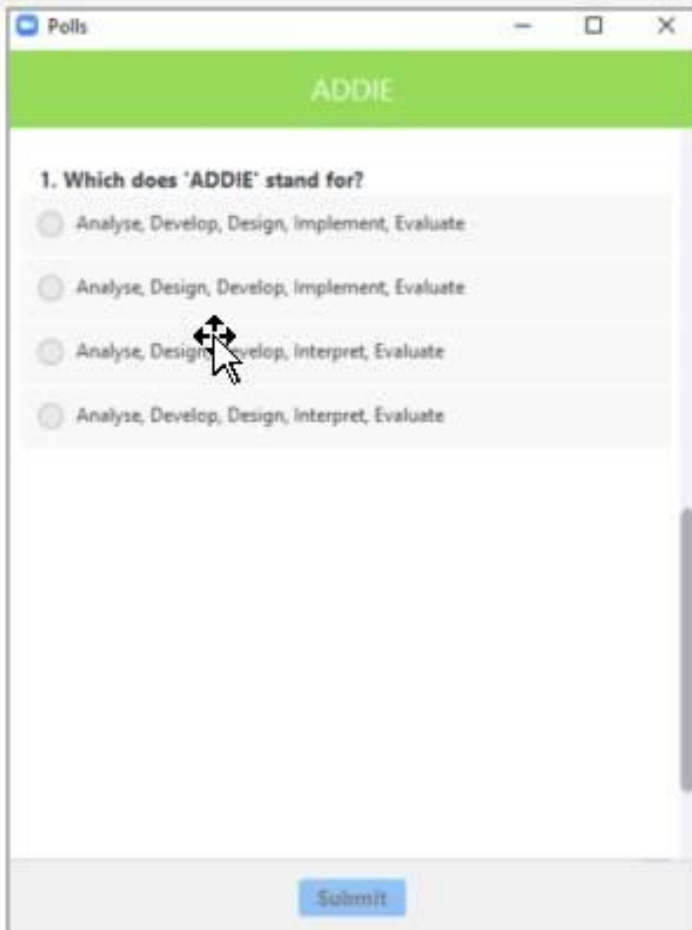 Polls
ADDIE
1. Which does 'ADDIE' stand for?
Analyse, Develop, Design, Implement, Evaluate
Analyse, Design, Develop, Implement, Evaluate
Analyse, Design, Develop, Interpret, Evaluate
Analyse, Develop, Design, Interpret, Evaluate
Submit